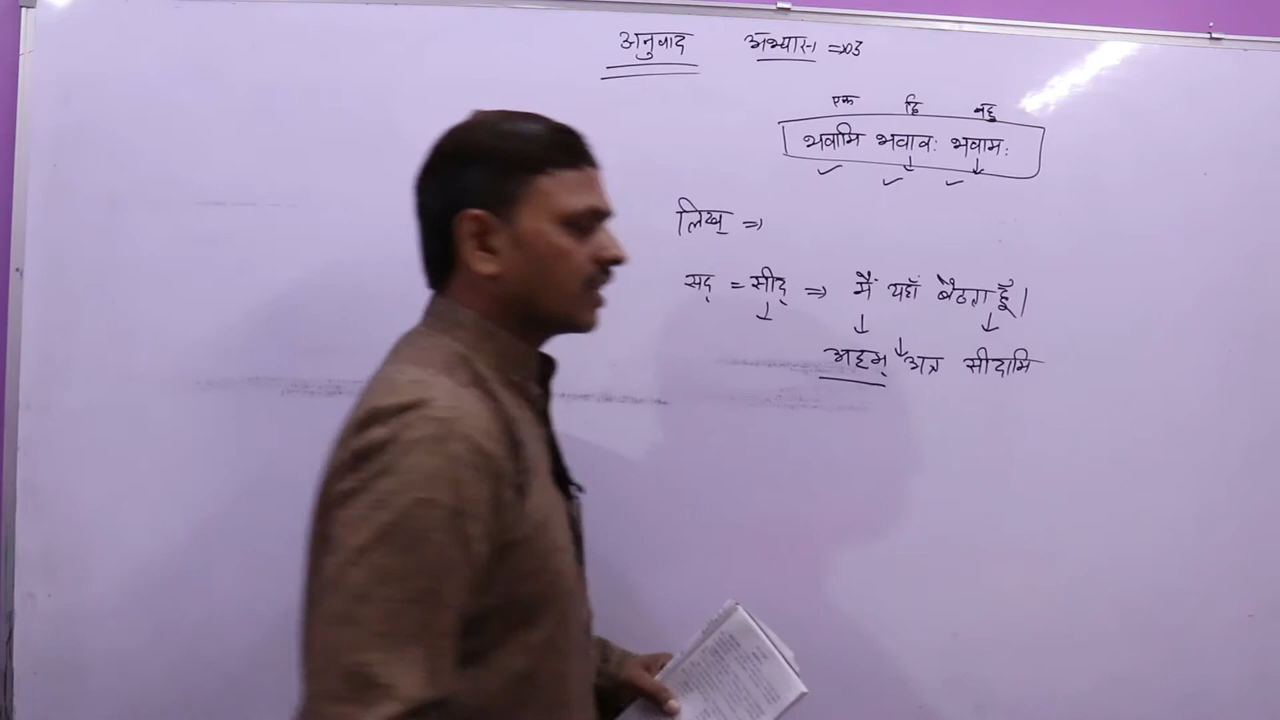 अनुवाद अभ्यास => 03
एक द्वि बहु
भवामि भवावः भवामः
लिख् =>
सद् = सीद् => मैं यहाँ बैठता हूँ।
अहम् अत्र सीदामि